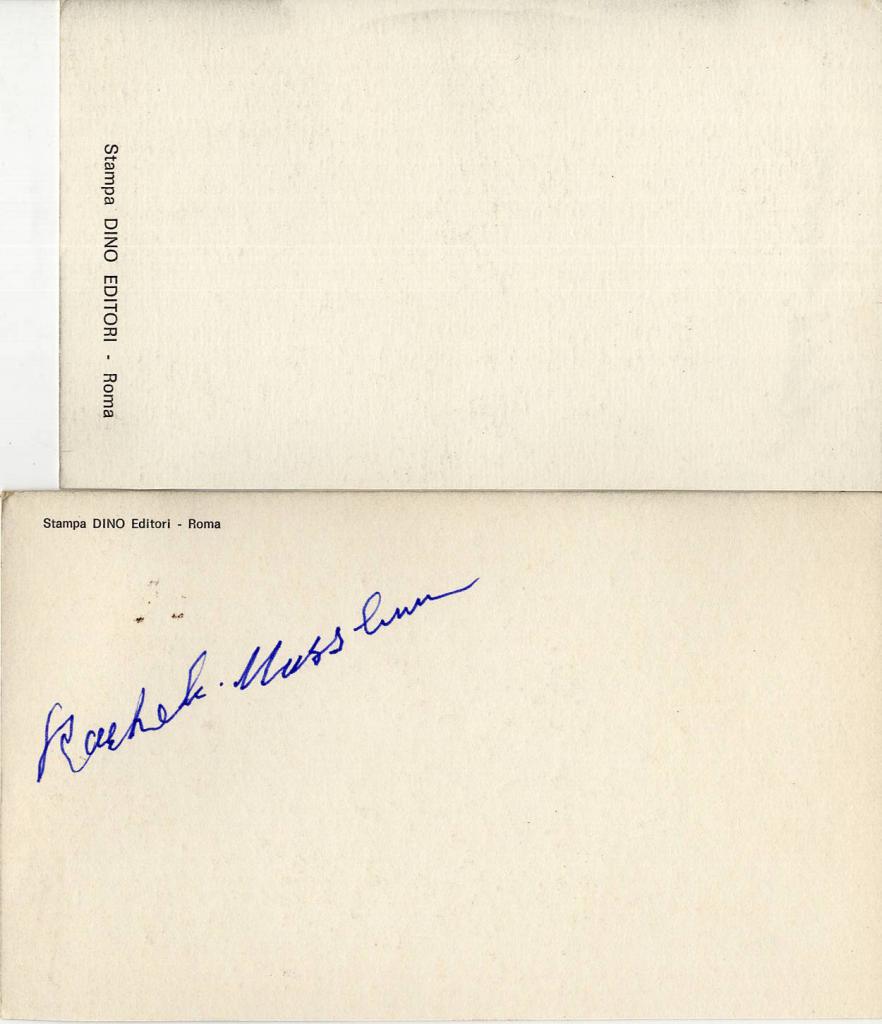 Stampa DINO EDITORI - Roma
Stampa DINO Editori - Roma
Rachele Mussolini